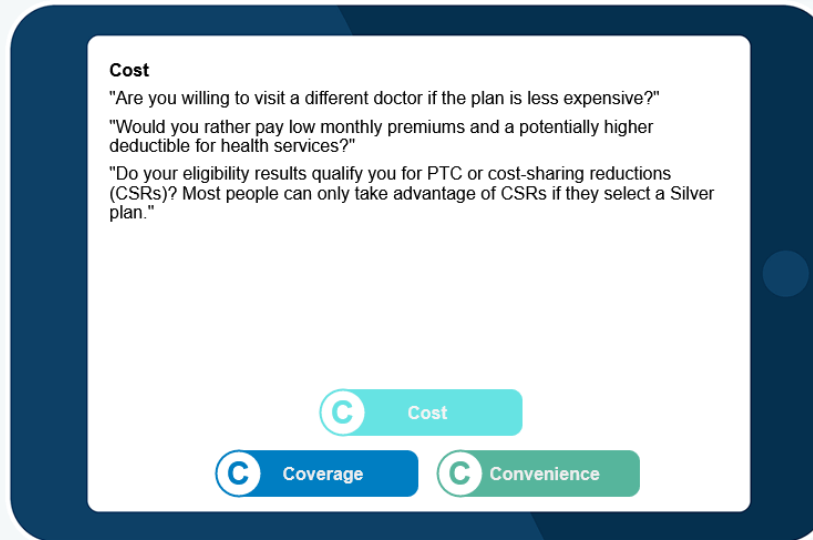 Cost
"Are you willing to visit a different doctor if the plan is less expensive?"
"Would you rather pay low monthly premiums and a potentially higher
deductible for health services?"
"Do your eligibility results qualify you for PTC or cost-sharing reductions
(CSRs)? Most people can only take advantage of CSRs if they select a Silver
plan."
C Cost
C Coverage
C Convenience